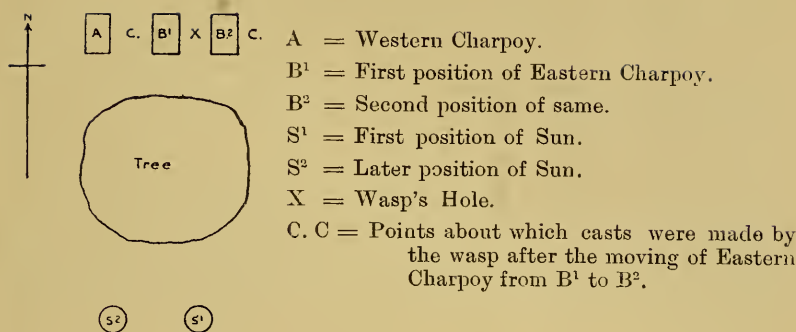 N
A C. B¹ X B² C.
Tree
S² S¹
A = Western Charpoy.
B¹ = First position of Eastern Charpoy.
B² = Second position of same.
S¹ = First position of Sun.
S² = Later position of Sun.
X = Wasp's Hole.
C. C = Points about which casts were made by
the wasp after the moving of Eastern
Charpoy from B¹ to B².